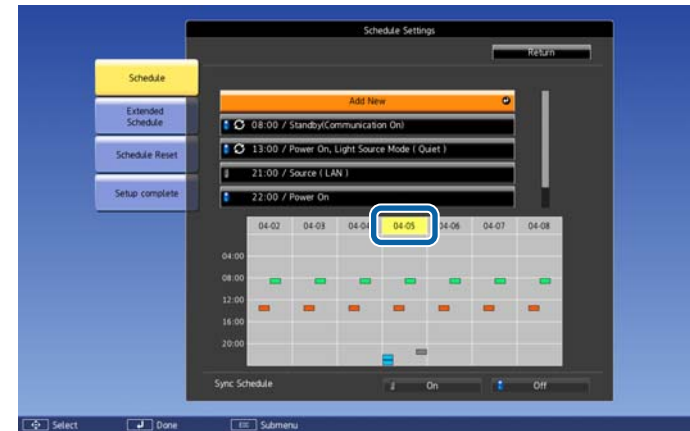 Schedule Settings
Return
Schedule
Extended
Schedule
Schedule Reset
Setup complete
Add New
08:00 / Standby(Communication On)
13:00 / Power On, Light Source Mode ( Quiet )
21:00 / Source ( LAN )
22:00 / Power On
04-02 04-03 04-04 04-05 04-06 04-07 04-08
04:00
08:00
12:00
16:00
20:00
Sync Schedule On Off
Select Done Esc Submenu